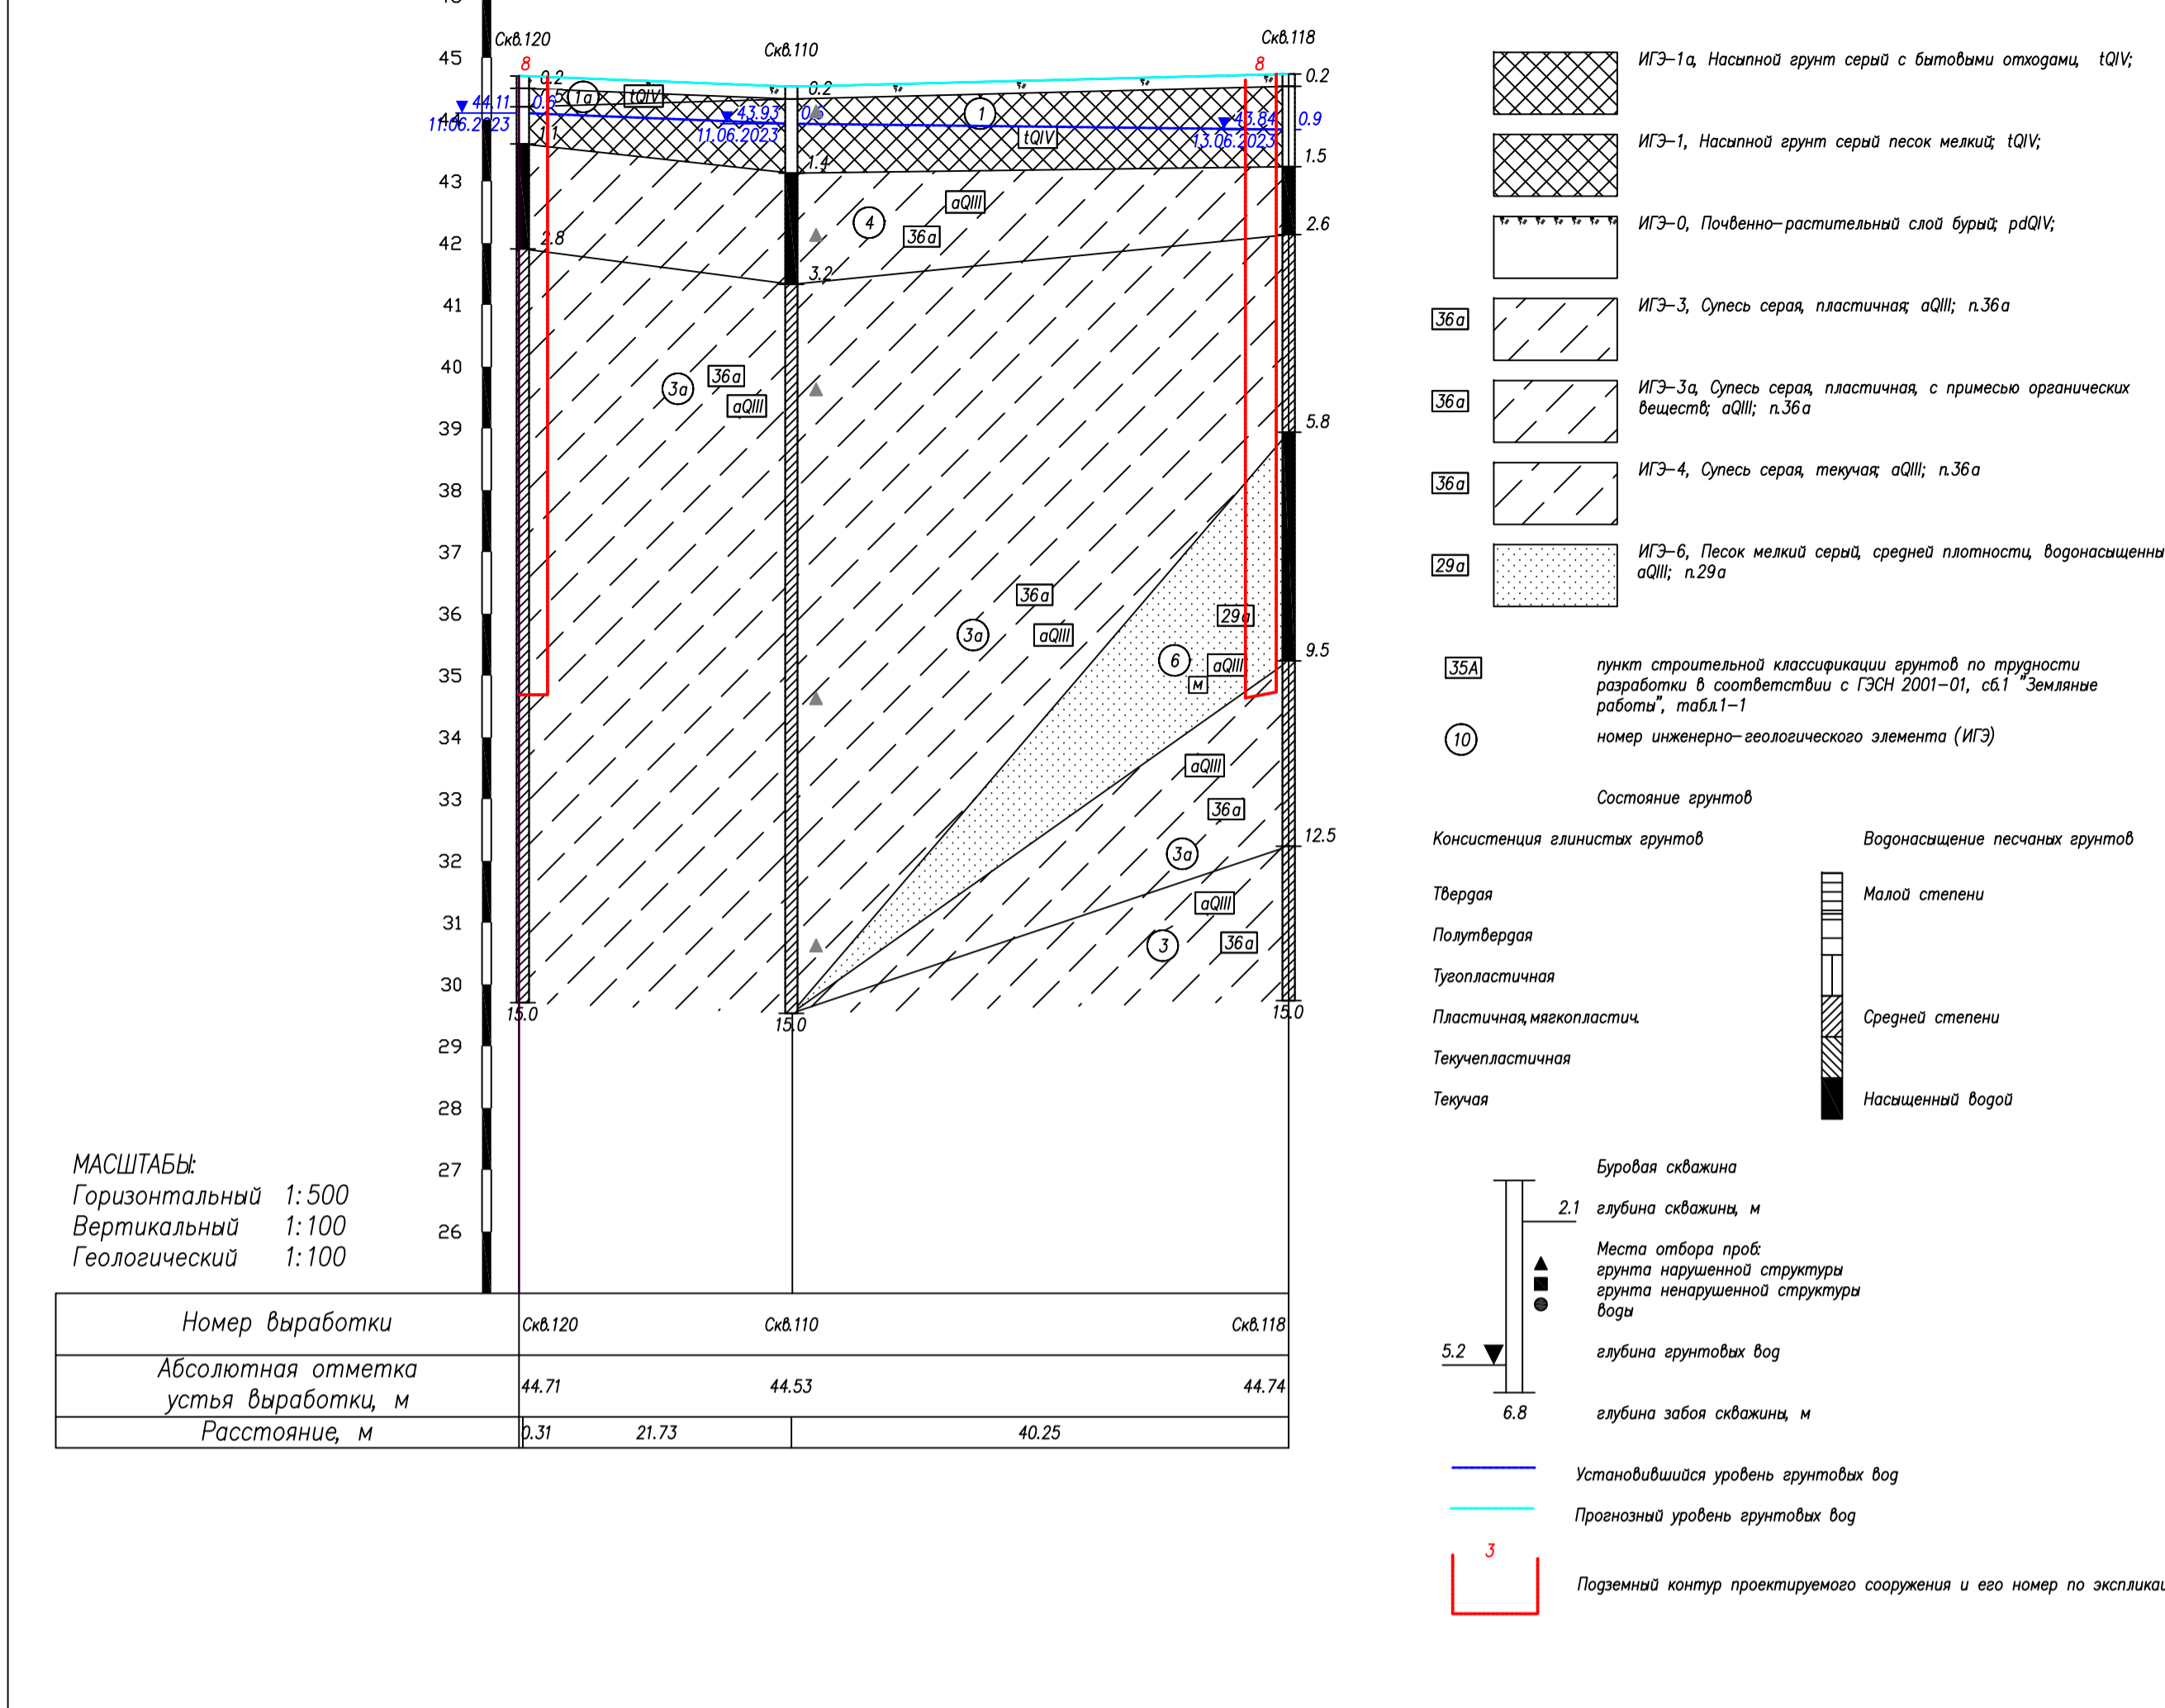 45
43
42
41
40
39
38
37
36
35
34
33
32
31
30
29
28
27
26
Скв.120
Скв.110
Скв.118
8
8
0.2
0.2
0.2
1а
tQIV
44.11
0.6
11.06.2023
1.1
43.93
11.06.2023
1
tQIV
43.84
0.9
13.06.2023
1.4
1.5
aQIII
4
36а
2.8
3.2
2.6
36а
3а
aQIII
5.8
36а
3а
aQIII
29а
6
aQIII
м
9.5
aQIII
36а
3а
12.5
aQIII
3
36а
15.0
15.0
15.0
МАСШТАБЫ:
Горизонтальный 1:500
Вертикальный 1:100
Геологический 1:100
Номер выработки Скв.120 Скв.110 Скв.118
Абсолютная отметка
устья выработки, м 44.71 44.53 44.74
Расстояние, м 0.31 21.73 40.25
ИГЭ-1а, Насыпной грунт серый с бытовыми отходами, tQIV;
ИГЭ-1, Насыпной грунт серый песок мелкий; tQIV;
ИГЭ-0, Почвенно-растительный слой бурый; pdQIV;
36а ИГЭ-3, Супесь серая, пластичная; aQIII; п.36а
36а ИГЭ-3а, Супесь серая, пластичная, с примесью органических
веществ; aQIII; п.36а
36а ИГЭ-4, Супесь серая, текучая; aQIII; п.36а
29а ИГЭ-6, Песок мелкий серый, средней плотности, водонасыщенны
aQIII; п.29а
35А пункт строительной классификации грунтов по трудности
разработки в соответствии с ГЭСН 2001-01, сб.1 "Земляные
работы", табл.1-1
10 номер инженерно-геологического элемента (ИГЭ)
Состояние грунтов
Консистенция глинистых грунтов Водонасыщение песчаных грунтов
Твердая Малой степени
Полутвердая
Тугопластичная
Пластичная,мягкопластич. Средней степени
Текучепластичная
Текучая Насыщенный водой
Буровая скважина
2.1 глубина скважины, м
Места отбора проб:
грунта нарушенной структуры
грунта ненарушенной структуры
воды
5.2 глубина грунтовых вод
6.8 глубина забоя скважины, м
Установившийся уровень грунтовых вод
Прогнозный уровень грунтовых вод
3
Подземный контур проектируемого сооружения и его номер по экспликац